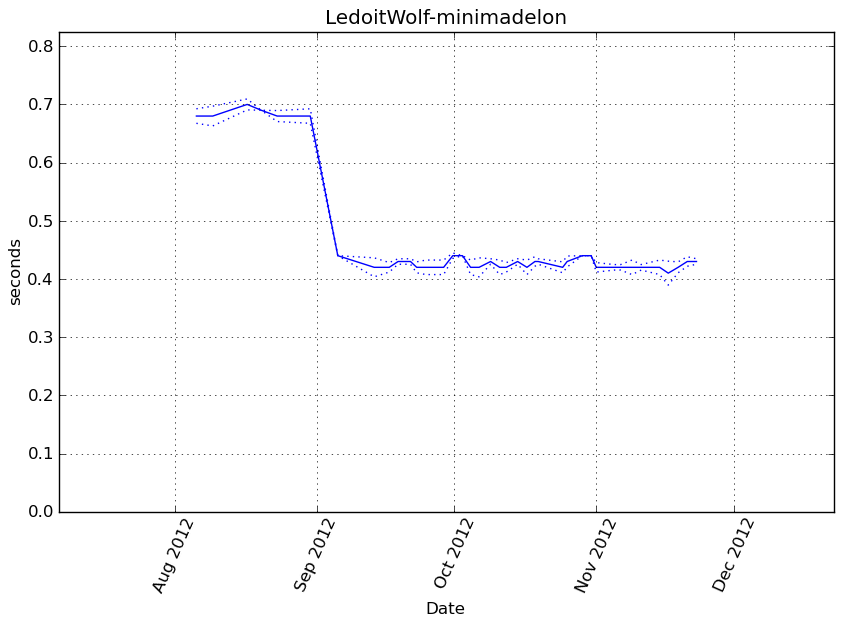 LedoitWolf-minimadelon
0.8
0.7
0.6
0.5
0.4
0.3
0.2
0.1
0.0
seconds
Aug 2012
Sep 2012
Oct 2012
Nov 2012
Dec 2012
Date